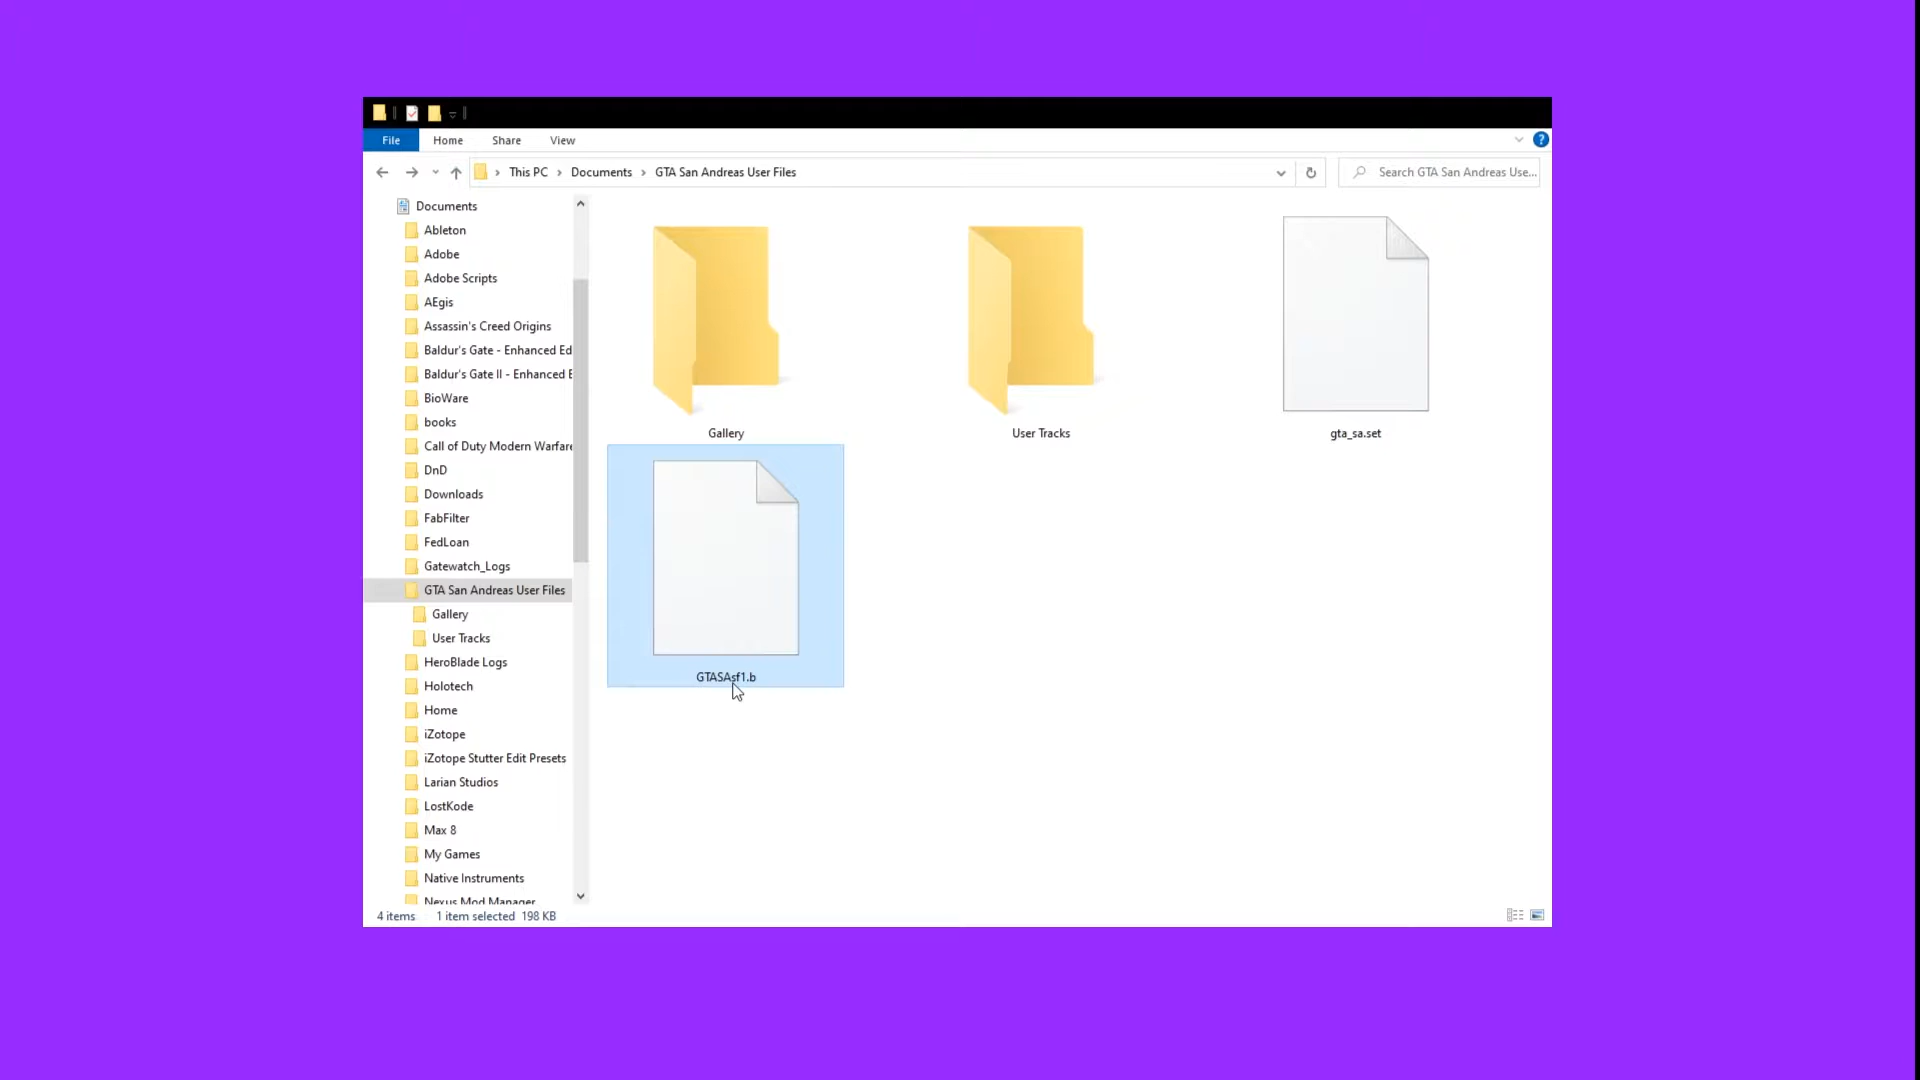 File Home Share View
This PC > Documents > GTA San Andreas User Files
Search GTA San Andreas Use...
Documents
Ableton
Adobe
Adobe Scripts
AEgis
Assassin's Creed Origins
Baldur's Gate - Enhanced Ed
Baldur's Gate II - Enhanced E
BioWare
books
Call of Duty Modern Warfare
DnD
Downloads
FabFilter
FedLoan
Gatewatch_Logs
GTA San Andreas User Files
Gallery
User Tracks
HeroBlade Logs
Holotech
Home
iZotope
iZotope Stutter Edit Presets
Larian Studios
LostKode
Max 8
My Games
Native Instruments
Nexus Mod Manager
Gallery
User Tracks
gta_sa.set
GTASAsf1.b
4 items 1 item selected 198 KB